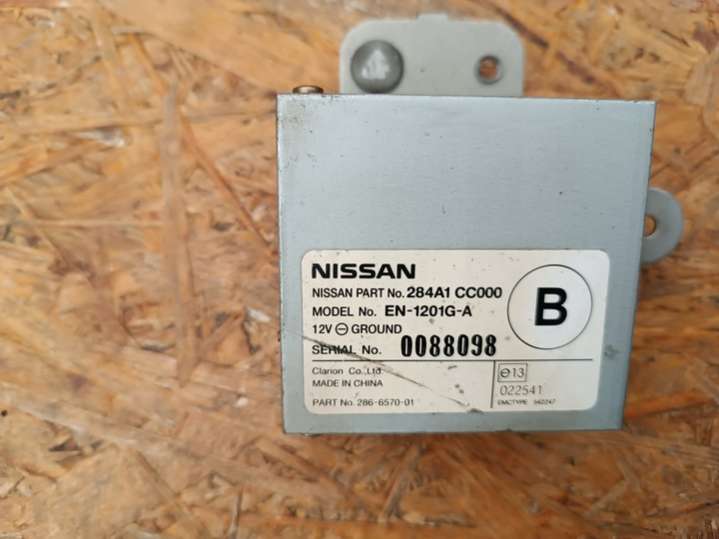 NISSAN
NISSAN PART No. 284A1 CC000
MODEL No. EN-1201G-A
12V ⊖ GROUND
SERIAL No. 0088098
B
Clarion Co.,Ltd.
MADE IN CHINA
PART No. 286-6570-01
e13
022541
EMCTYPE